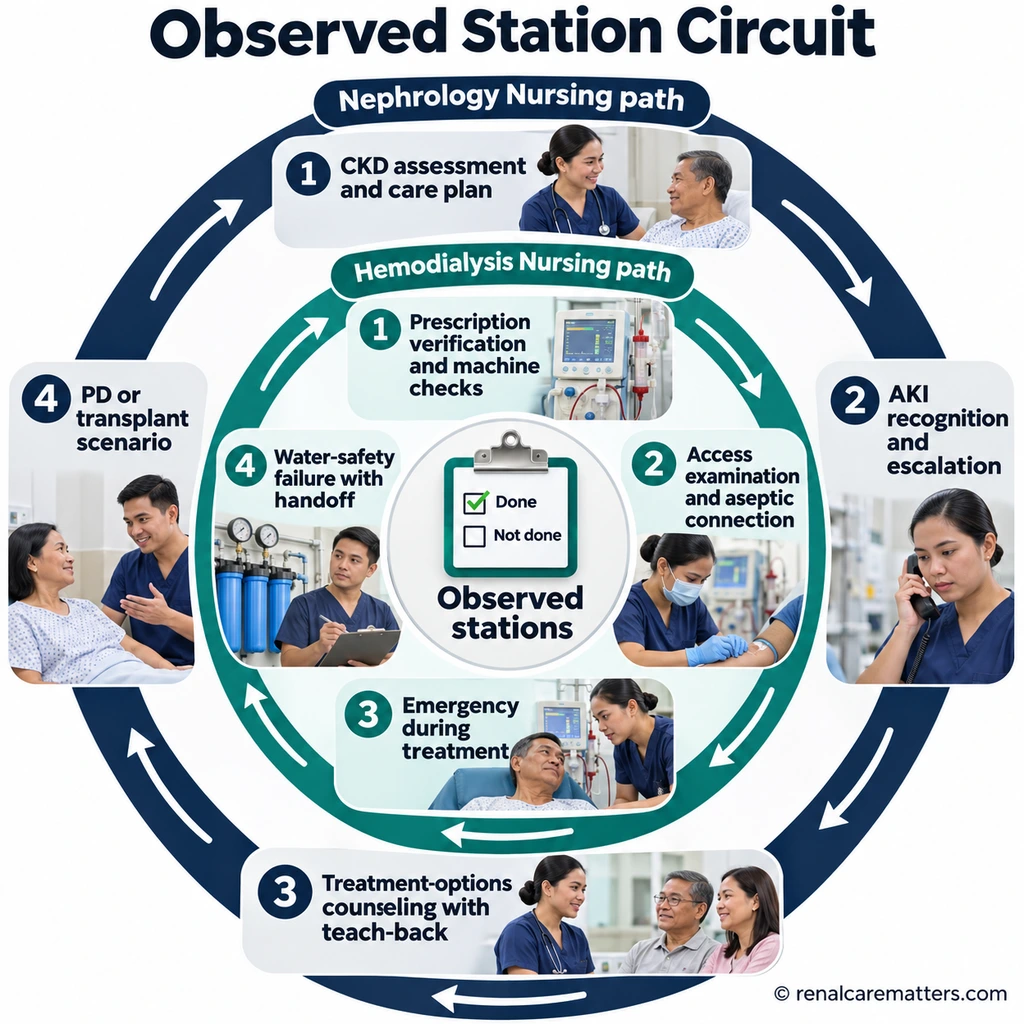 Observed Station Circuit
Nephrology Nursing path
1
CKD assessment
and care plan
2
AKI
recognition
and
escalation
3
Treatment-options
counseling with
teach-back
4
PD or
transplant
scenario
Hemodialysis Nursing path
1
Prescription
verification
and machine
checks
2
Access
examination
and aseptic
connection
3
Emergency
during
treatment
4
Water-safety
failure with
handoff
Done
Not done
Observed
stations
© renalcarematters.com